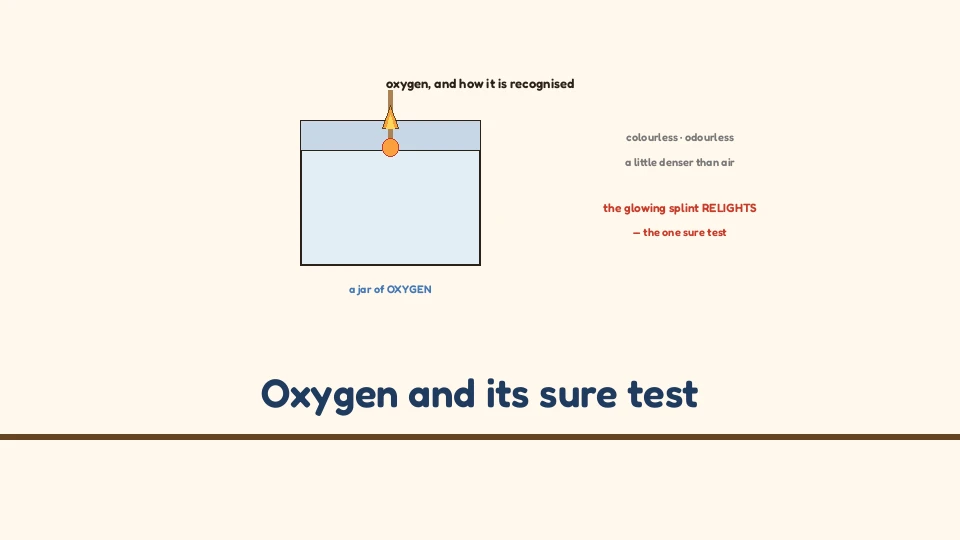 oxygen, and how it is recognised
colourless · odourless
a little denser than air
the glowing splint RELIGHTS
— the one sure test
a jar of OXYGEN
Oxygen and its sure test